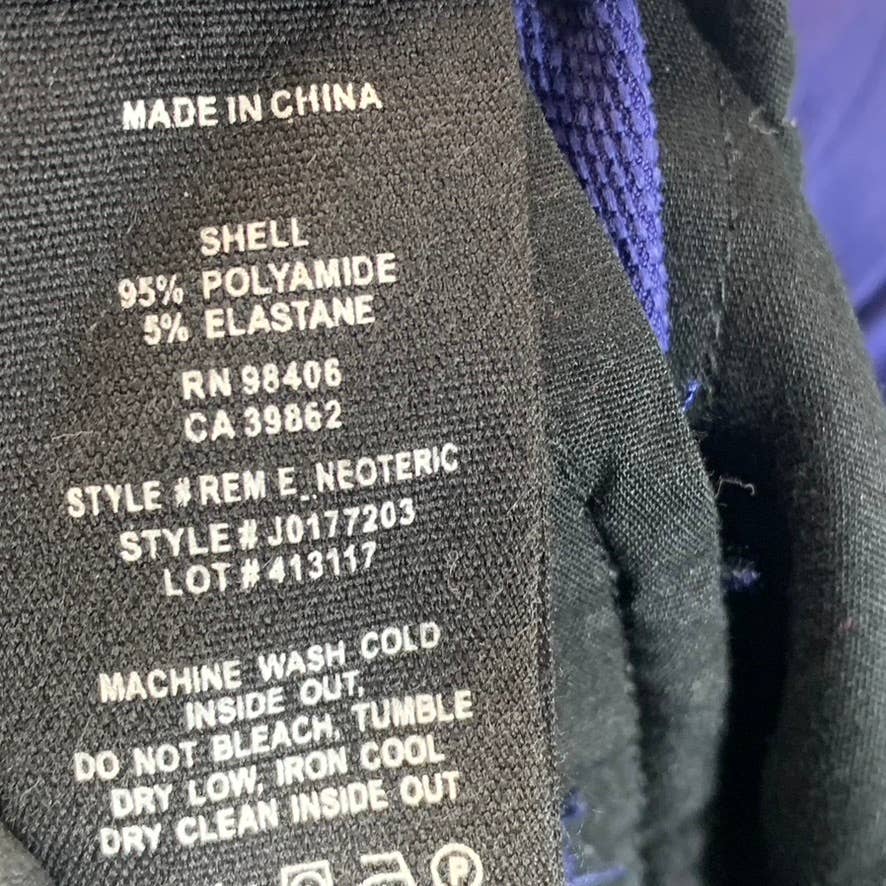 MADE IN CHINA
SHELL
95% POLYAMIDE
5% ELASTANE
RN 98406
CA 39862
STYLE # REM E_NEOTERIC
STYLE # J0177203
LOT # 413117
MACHINE WASH COLD
INSIDE OUT,
DO NOT BLEACH, TUMBLE
DRY LOW, IRON COOL
DRY CLEAN INSIDE OUT
P